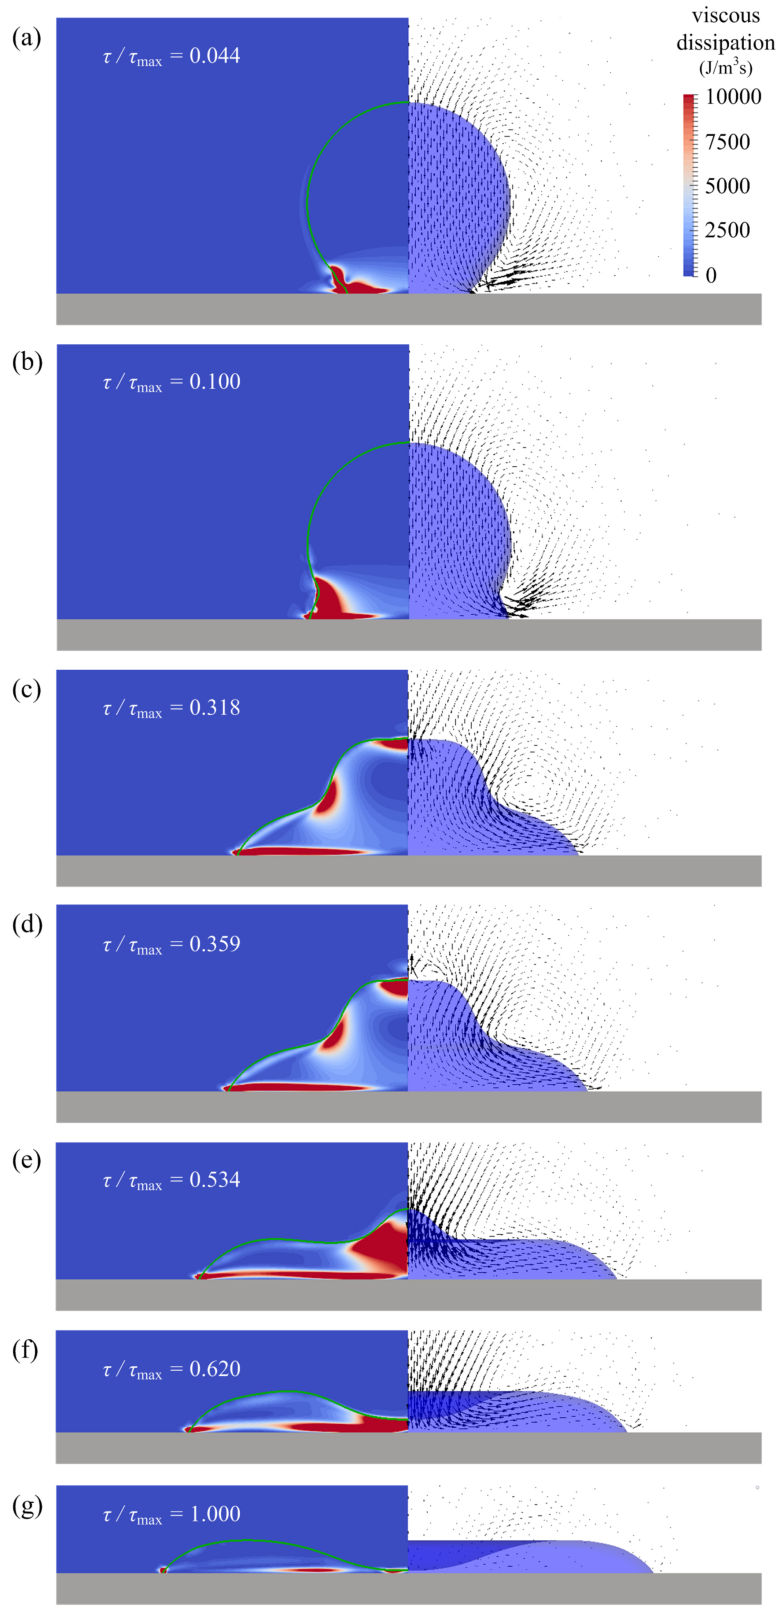 (a)
τ / τmax = 0.044
viscous
dissipation
(J/m³s)
10000
7500
5000
2500
0
(b)
τ / τmax = 0.100
(c)
τ / τmax = 0.318
(d)
τ / τmax = 0.359
(e)
τ / τmax = 0.534
(f)
τ / τmax = 0.620
(g)
τ / τmax = 1.000